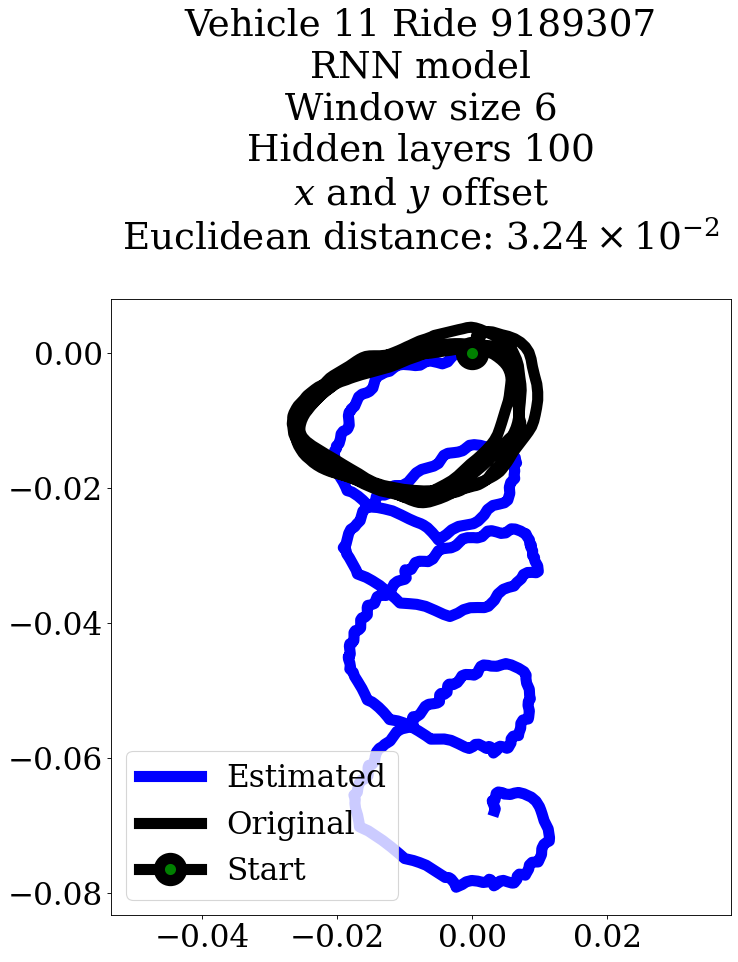 Vehicle 11 Ride 9189307
RNN model
Window size 6
Hidden layers 100
x and y offset
Euclidean distance: 3.24 × 10⁻²
0.00
−0.02
−0.04
−0.06
−0.08
Estimated
Original
Start
−0.04 −0.02 0.00 0.02